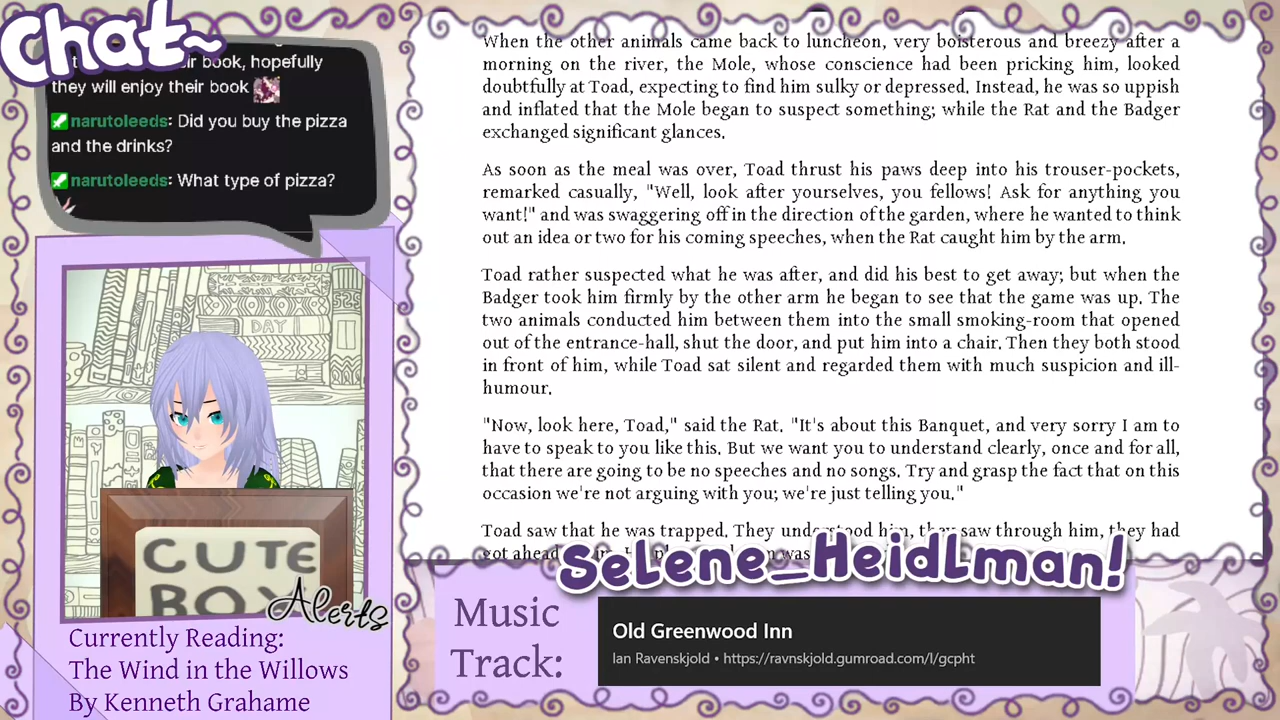 Chat~
their book, hopefully
they will enjoy their book
narutoleeds: Did you buy the pizza
and the drinks?
narutoleeds: What type of pizza?
DAY
CUTE
BOX
Alerts
Currently Reading:
The Wind in the Willows
By Kenneth Grahame
When the other animals came back to luncheon, very boisterous and breezy after a
morning on the river, the Mole, whose conscience had been pricking him, looked
doubtfully at Toad, expecting to find him sulky or depressed. Instead, he was so uppish
and inflated that the Mole began to suspect something; while the Rat and the Badger
exchanged significant glances.
As soon as the meal was over, Toad thrust his paws deep into his trouser-pockets,
remarked casually, "Well, look after yourselves, you fellows! Ask for anything you
want!" and was swaggering off in the direction of the garden, where he wanted to think
out an idea or two for his coming speeches, when the Rat caught him by the arm.
Toad rather suspected what he was after, and did his best to get away; but when the
Badger took him firmly by the other arm he began to see that the game was up. The
two animals conducted him between them into the small smoking-room that opened
out of the entrance-hall, shut the door, and put him into a chair. Then they both stood
in front of him, while Toad sat silent and regarded them with much suspicion and ill-
humour.
"Now, look here, Toad," said the Rat. "It's about this Banquet, and very sorry I am to
have to speak to you like this. But we want you to understand clearly, once and for all,
that there are going to be no speeches and no songs. Try and grasp the fact that on this
occasion we're not arguing with you; we're just telling you."
Toad saw that he was trapped. They understood him, they saw through him, they had
got ahead
Selene_Heidlman!
Music
Track:
Old Greenwood Inn
Ian Ravenskjold • https://ravnskjold.gumroad.com/l/gcpht